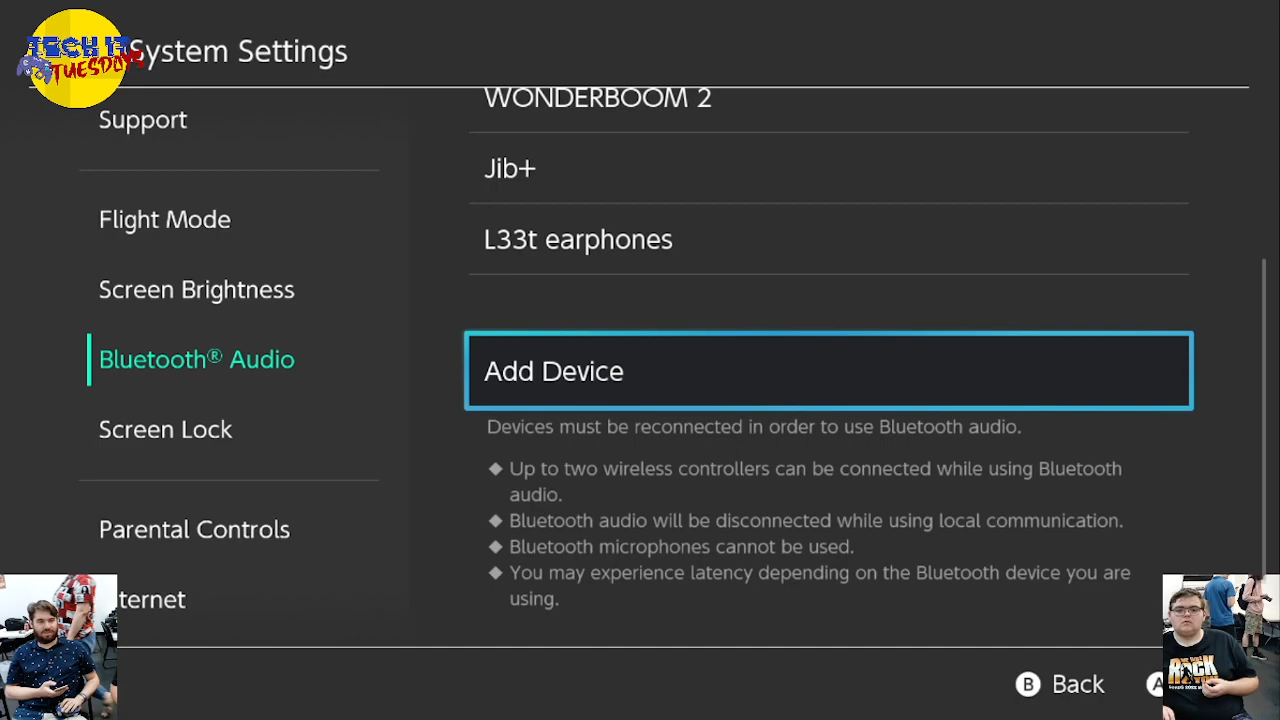 TECH IT
TUESDAYS
System Settings
Support
Flight Mode
Screen Brightness
Bluetooth® Audio
Screen Lock
Parental Controls
ternet
WONDERBOOM 2
Jib+
L33t earphones
Add Device
Devices must be reconnected in order to use Bluetooth audio.
◆ Up to two wireless controllers can be connected while using Bluetooth
audio.
◆ Bluetooth audio will be disconnected while using local communication.
◆ Bluetooth microphones cannot be used.
◆ You may experience latency depending on the Bluetooth device you are
using.
B Back
A
ROCK